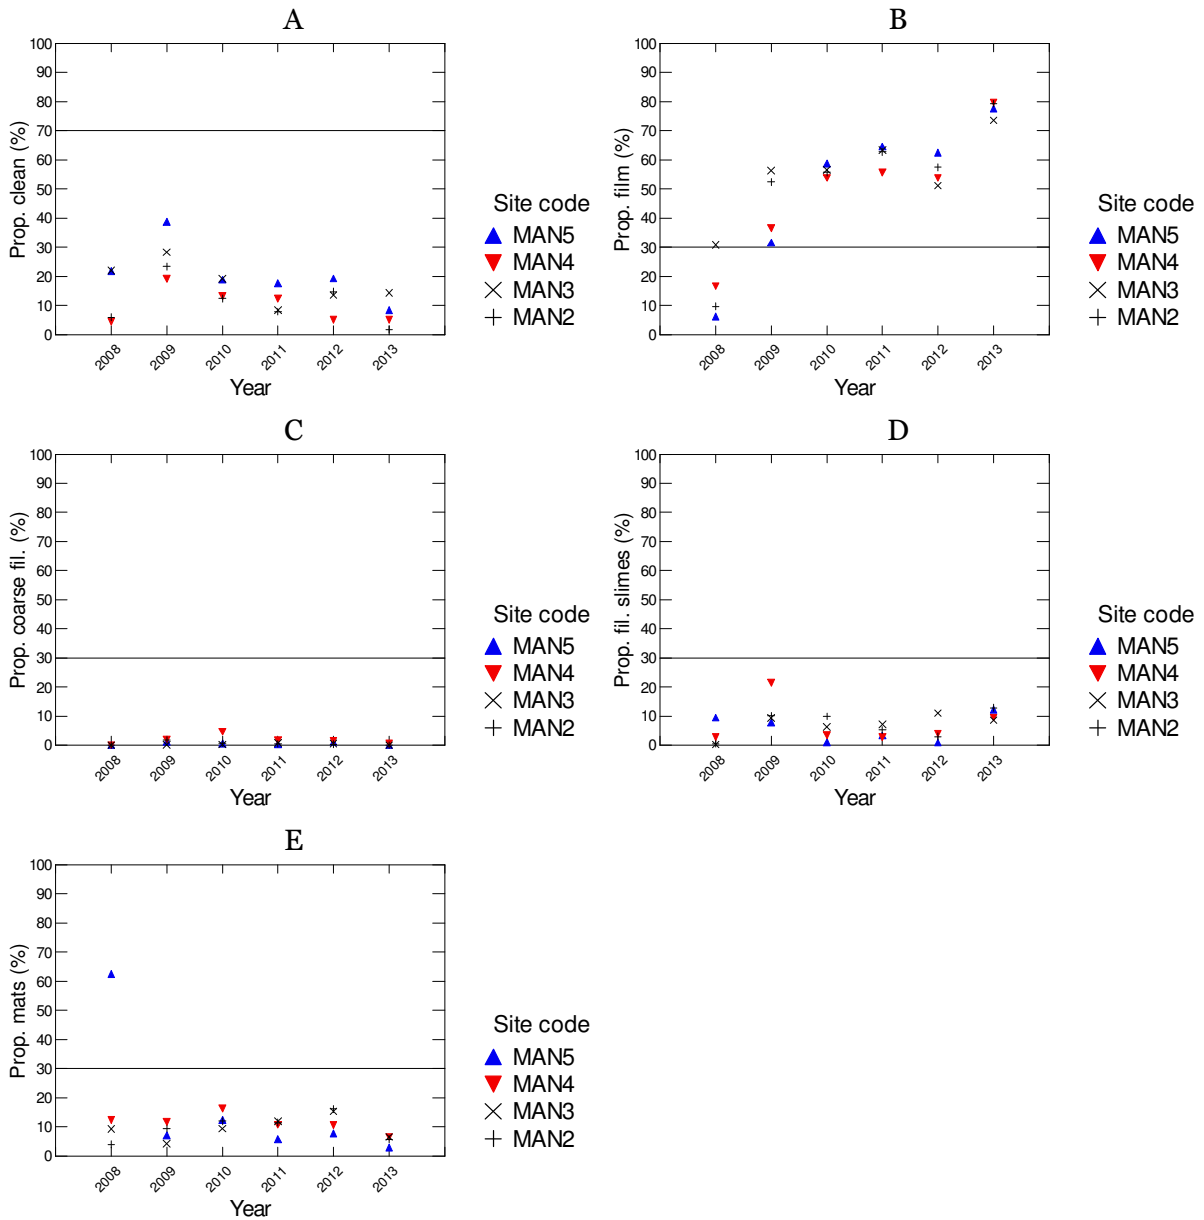 A
Prop. clean (%)
100
90
80
70
60
50
40
30
20
10
0
2008 2009 2010 2011 2012 2013
Year
Site code
MAN5
MAN4
MAN3
MAN2
B
Prop. film (%)
100
90
80
70
60
50
40
30
20
10
0
2008 2009 2010 2011 2012 2013
Year
Site code
MAN5
MAN4
MAN3
MAN2
C
Prop. coarse fil. (%)
100
90
80
70
60
50
40
30
20
10
0
2008 2009 2010 2011 2012 2013
Year
Site code
MAN5
MAN4
MAN3
MAN2
D
Prop. fil. slimes (%)
100
90
80
70
60
50
40
30
20
10
0
2008 2009 2010 2011 2012 2013
Year
Site code
MAN5
MAN4
MAN3
MAN2
E
Prop. mats (%)
100
90
80
70
60
50
40
30
20
10
0
2008 2009 2010 2011 2012 2013
Year
Site code
MAN5
MAN4
MAN3
MAN2